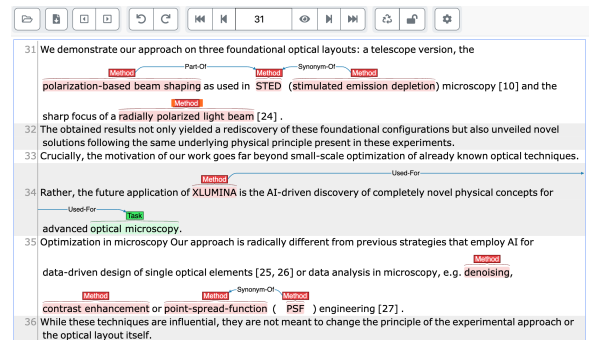 31
31 We demonstrate our approach on three foundational optical layouts: a telescope version, the
Method Part-Of Method Synonym-Of Method
polarization-based beam shaping as used in STED (stimulated emission depletion) microscopy [10] and the
Method
sharp focus of a radially polarized light beam [24] .
32 The obtained results not only yielded a rediscovery of these foundational configurations but also unveiled novel
solutions following the same underlying physical principle present in these experiments.
33 Crucially, the motivation of our work goes far beyond small-scale optimization of already known optical techniques.
Method Used-For
34 Rather, the future application of XLUMINA is the AI-driven discovery of completely novel physical concepts for
Used-For Task
advanced optical microscopy.
35 Optimization in microscopy Our approach is radically different from previous strategies that employ AI for
Method
data-driven design of single optical elements [25, 26] or data analysis in microscopy, e.g. denoising,
Method Method Synonym-Of Method
contrast enhancement or point-spread-function ( PSF ) engineering [27] .
36 While these techniques are influential, they are not meant to change the principle of the experimental approach or
the optical layout itself.